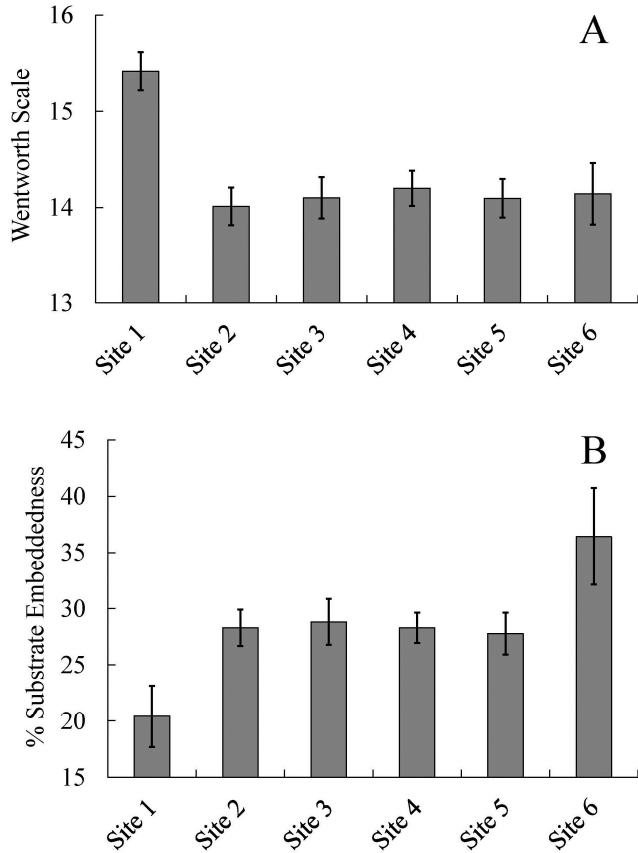 A
Wentworth Scale
16
15
14
13
Site 1
Site 2
Site 3
Site 4
Site 5
Site 6
B
% Substrate Embeddedness
45
40
35
30
25
20
15
Site 1
Site 2
Site 3
Site 4
Site 5
Site 6